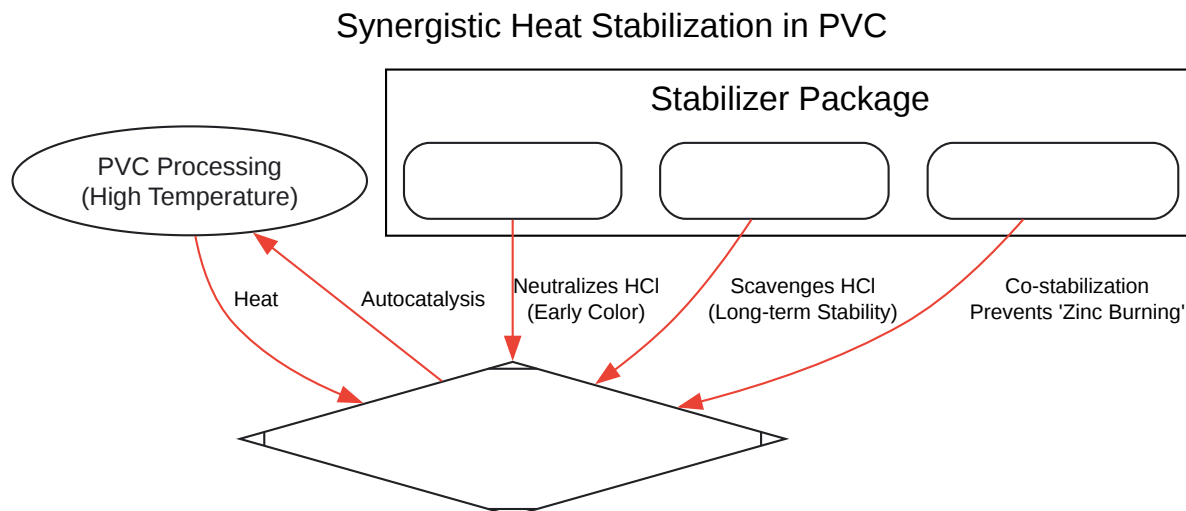 Synergistic Heat Stabilization in PVC
Stabilizer Package
PVC Processing
(High Temperature)
Heat
Autocatalysis
Neutralizes HCl
(Early Color)
Scavenges HCl
(Long-term Stability)
Co-stabilization
Prevents 'Zinc Burning'